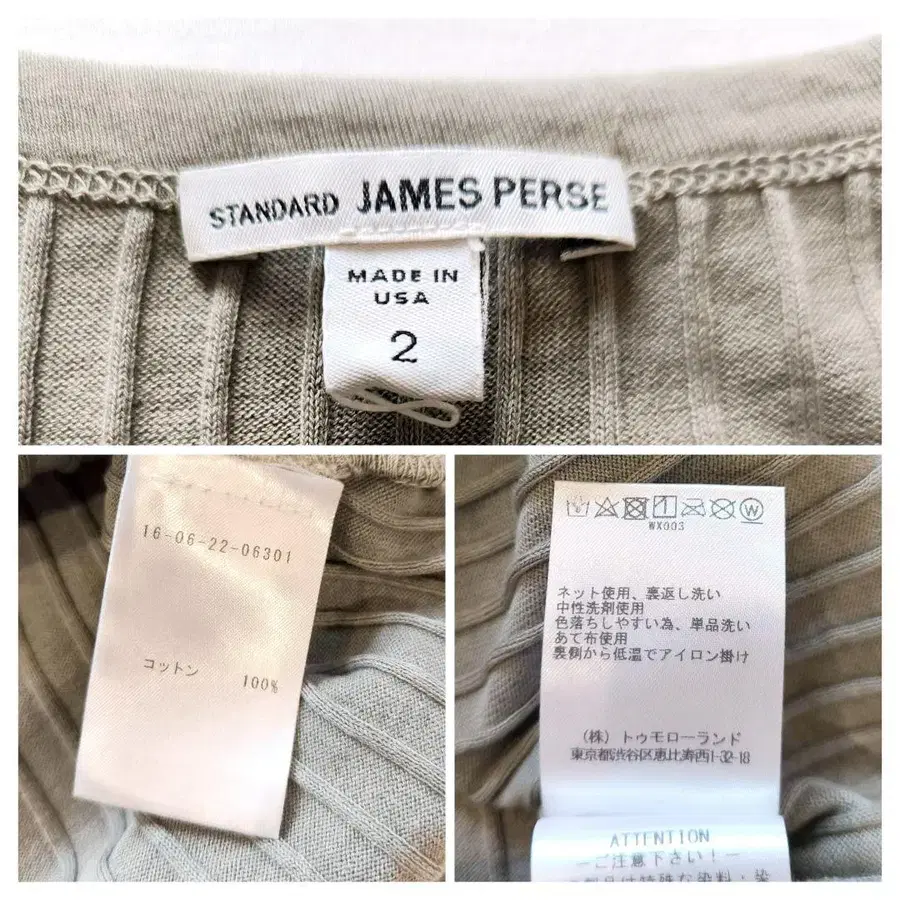 STANDARD JAMES PERSE
MADE IN
USA
2
16-06-22-06301
コットン 100%
WX003
ネット使用、裏返し洗い
中性洗剤使用
色落ちしやすい為、単品洗い
あて布使用
裏側から低温でアイロン掛け
(株)トゥモローランド
東京都渋谷区恵比寿西1-32-18
ATTENTION
－ご注意下さい！－